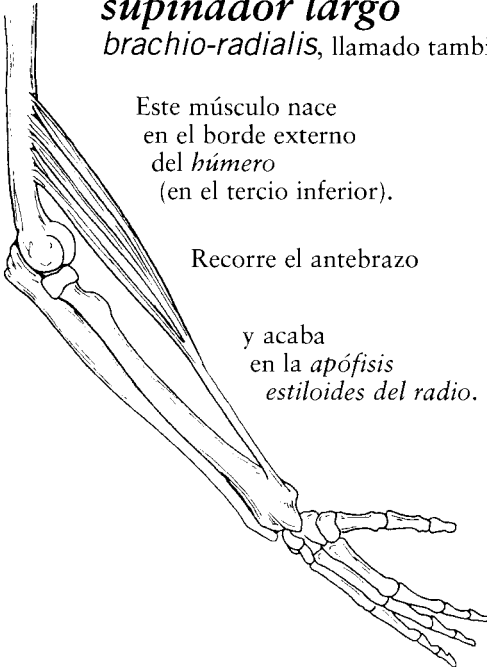 supinador largo
brachio-radialis, llamado tambi
Este músculo nace
en el borde externo
del húmero
(en el tercio inferior).
Recorre el antebrazo
y acaba
en la apófisis
estiloides del radio.